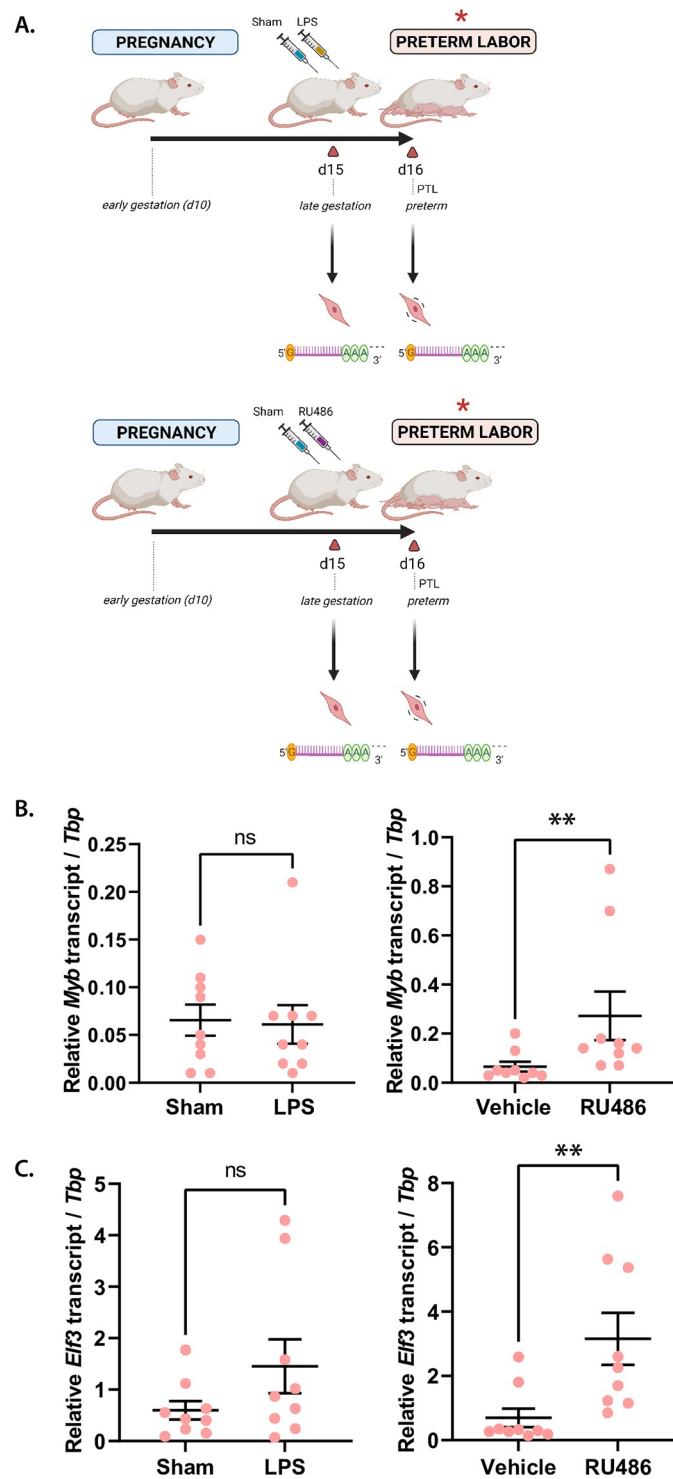 A.
Sham LPS
*
PREGNANCY
PRETERM LABOR
d15
d16
PTL
early gestation (d10)
late gestation
preterm
5' G AAA 3'
5' G AAA 3'
*
Sham RU486
PREGNANCY
PRETERM LABOR
d15
d16
PTL
early gestation (d10)
late gestation
preterm
5' G AAA 3'
5' G AAA 3'
B.
Relative Myb transcript / Tbp
0.25
0.20
0.15
0.10
0.05
0.00
ns
Sham LPS
Relative Myb transcript / Tbp
1.0
0.8
0.6
0.4
0.2
0.0
**
Vehicle RU486
C.
Relative Elf3 transcript / Tbp
5
4
3
2
1
0
ns
Sham LPS
Relative Elf3 transcript / Tbp
8
6
4
2
0
**
Vehicle RU486